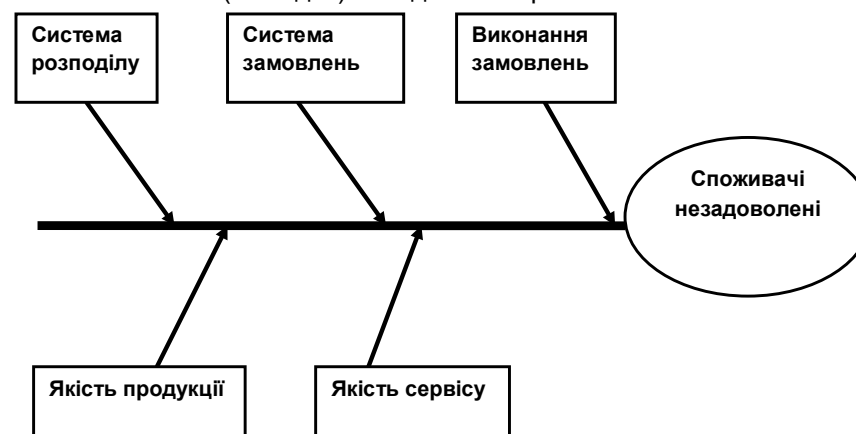 Система
розподілу
Система
замовлень
Виконання
замовлень
Споживачі
незадоволені
Якість продукції
Якість сервісу